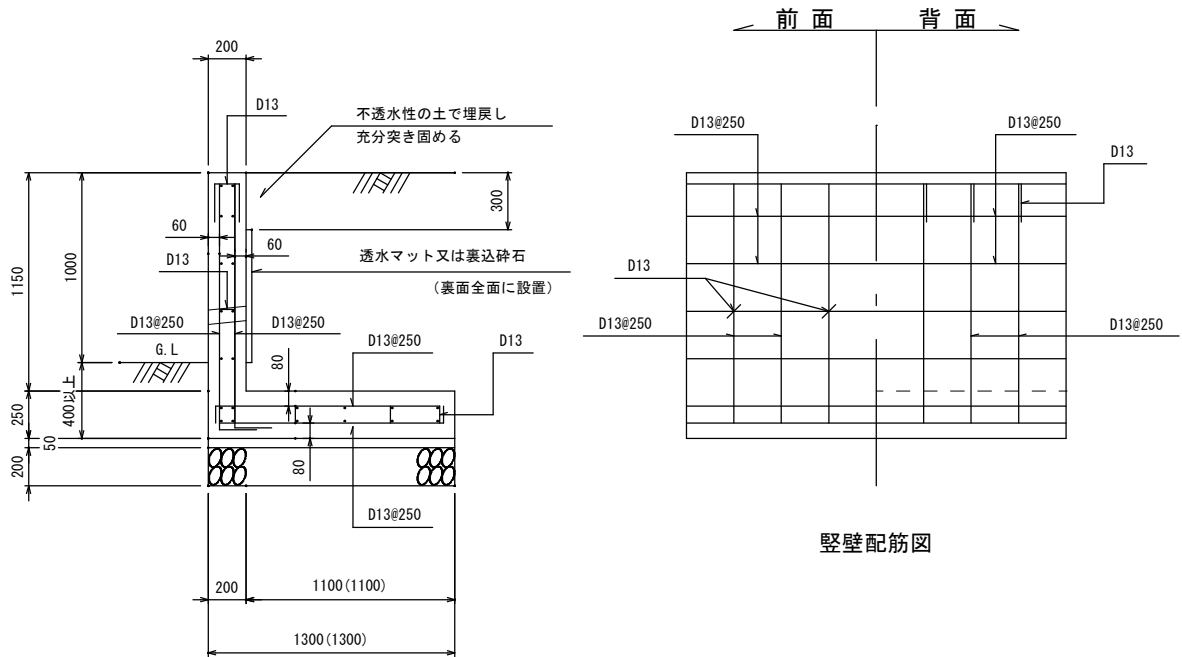 200
D13
不透水性の土で埋戻し
充分突き固める
300
1150
1000
60
60
D13
透水マット又は裏込砕石
(裏面全面に設置)
D13@250
D13@250
G.L
D13@250
D13
80
400以上
250
50
200
80
D13@250
200
1100(1100)
1300(1300)
前 面
背 面
D13@250
D13@250
D13
D13
D13@250
D13@250
竪壁配筋図